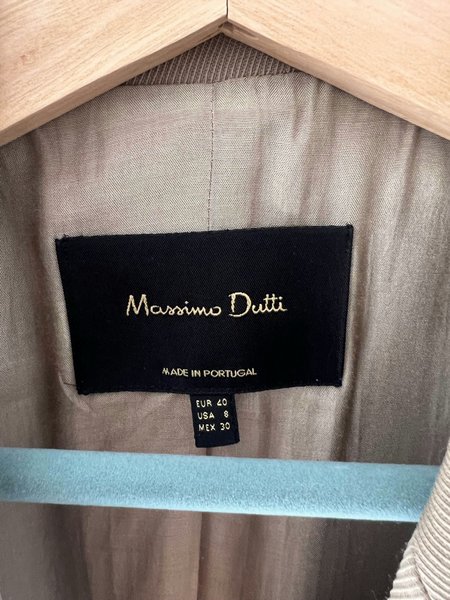 Massimo Dutti
MADE IN PORTUGAL
EUR 40
USA 8
MEX 30